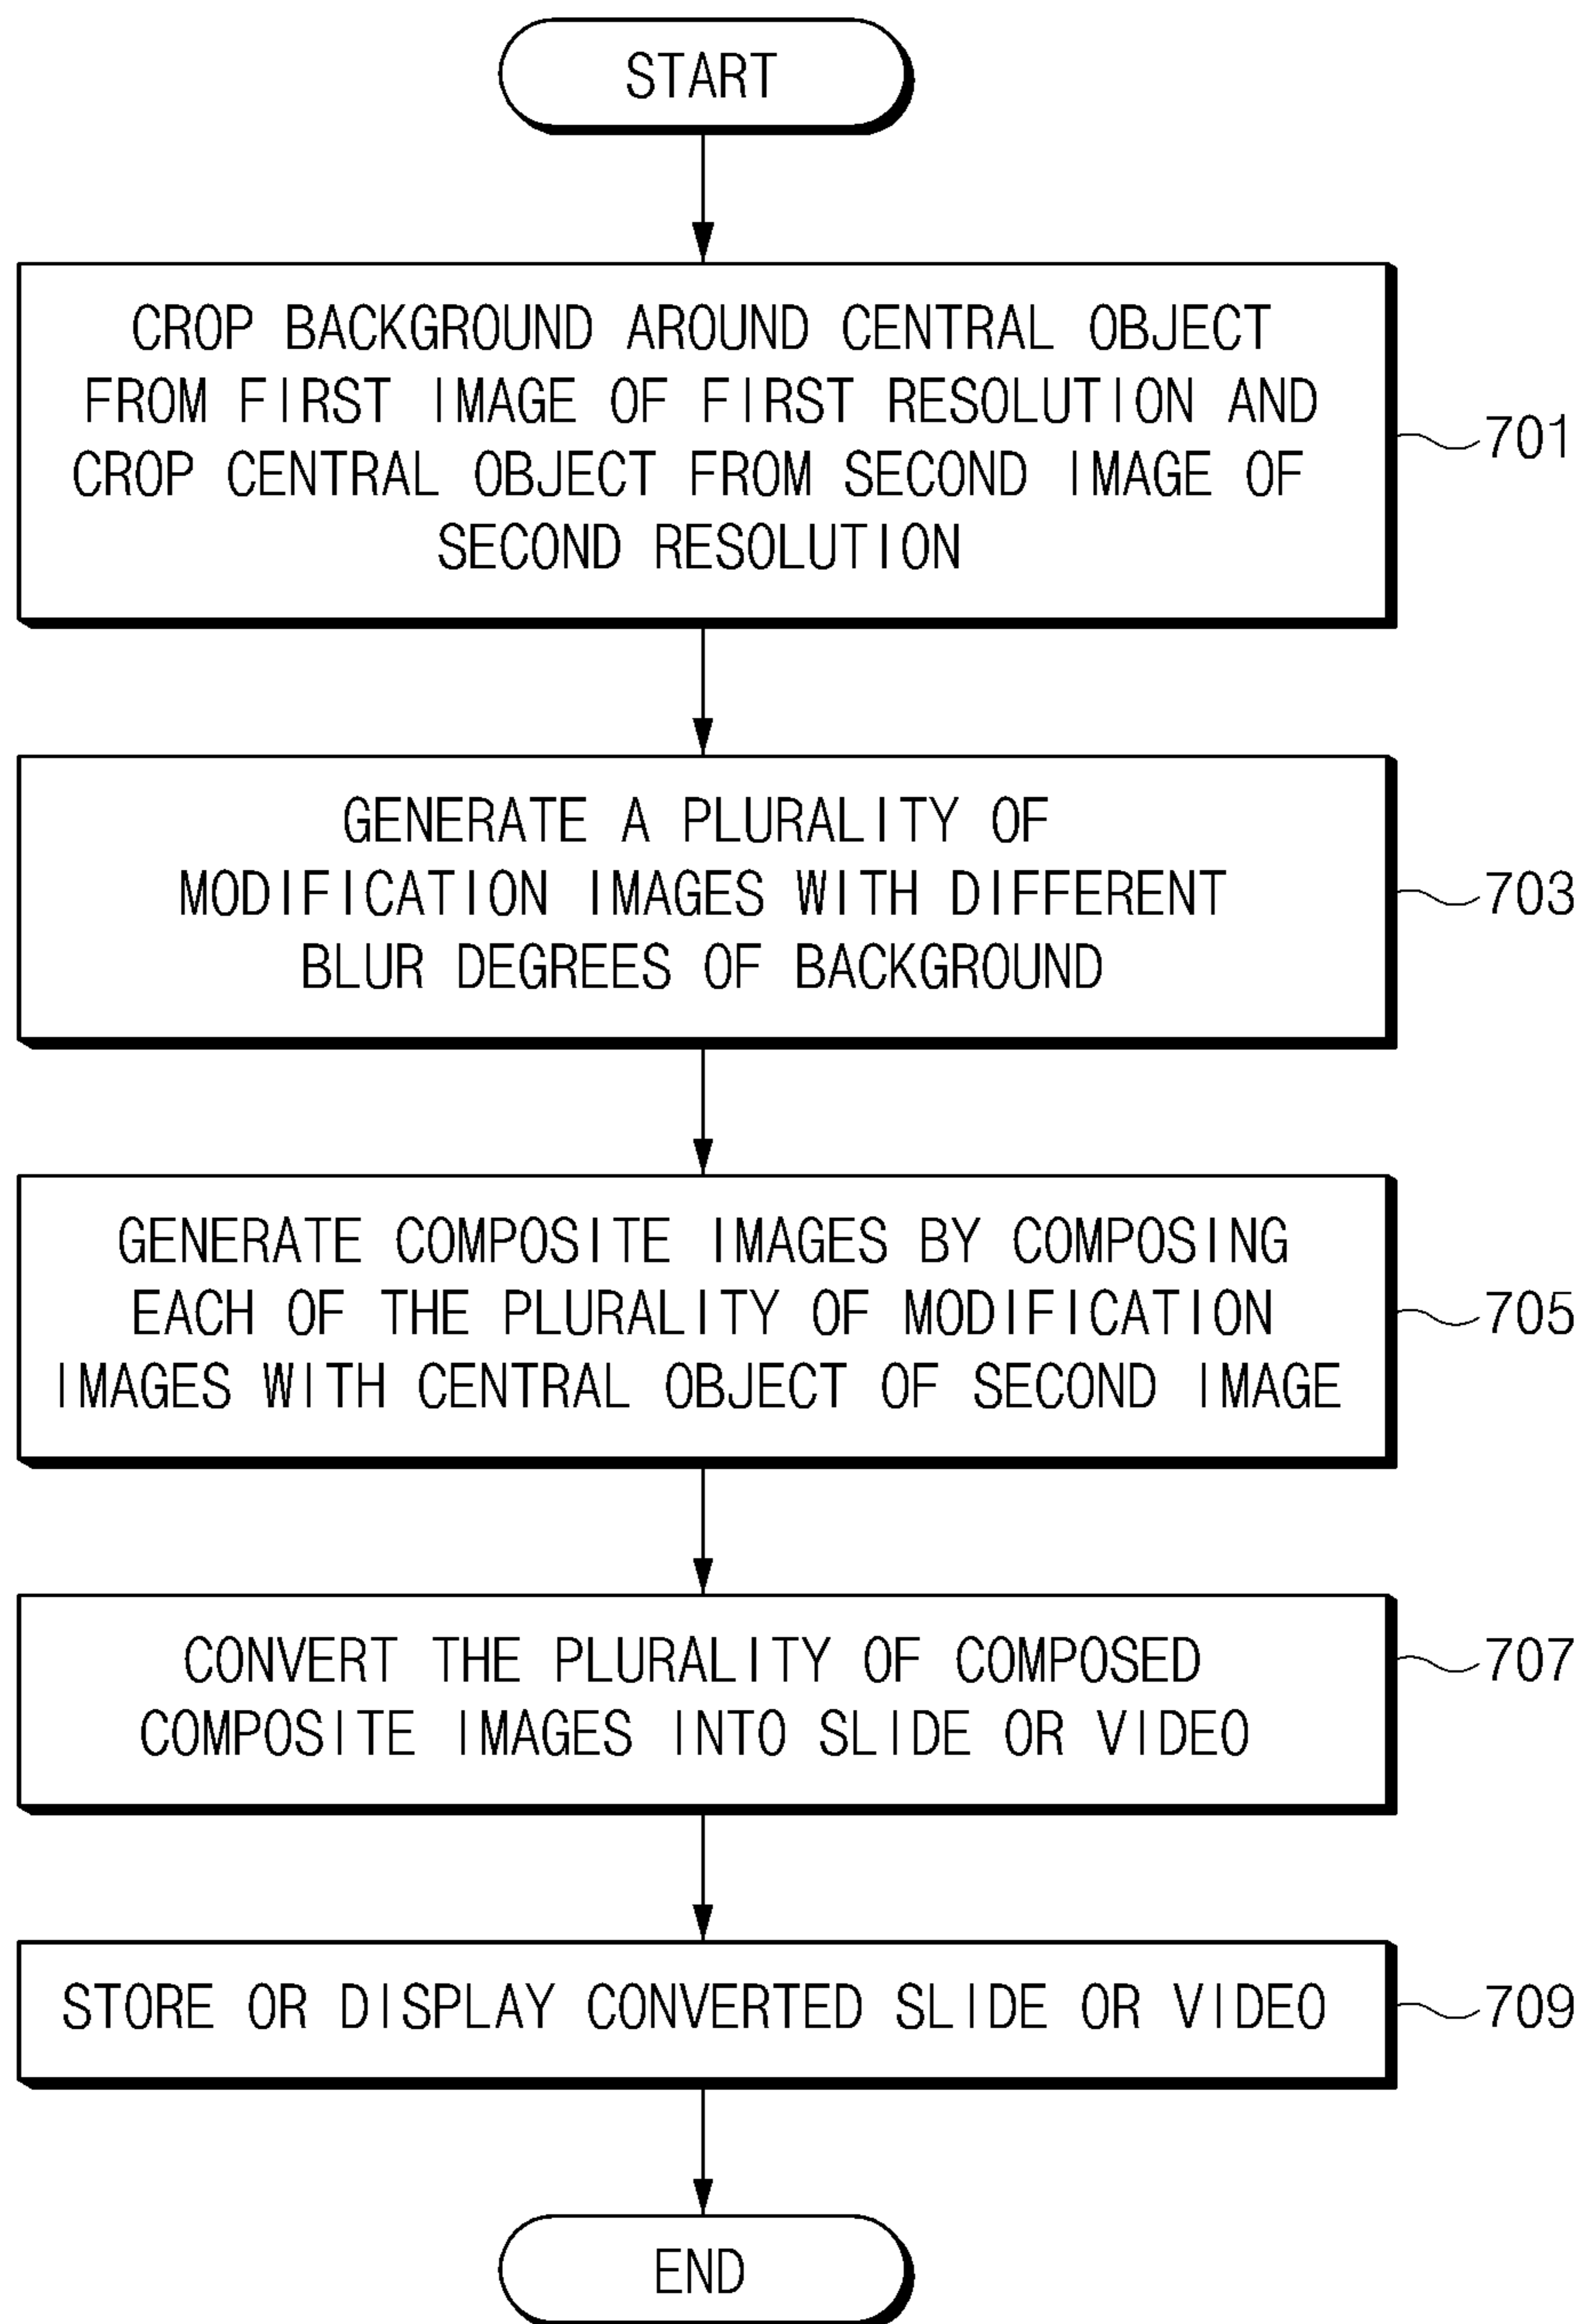 START
CROP BACKGROUND AROUND CENTRAL OBJECT
FROM FIRST IMAGE OF FIRST RESOLUTION AND
CROP CENTRAL OBJECT FROM SECOND IMAGE OF
SECOND RESOLUTION
701
GENERATE A PLURALITY OF
MODIFICATION IMAGES WITH DIFFERENT
BLUR DEGREES OF BACKGROUND
703
GENERATE COMPOSITE IMAGES BY COMPOSING
EACH OF THE PLURALITY OF MODIFICATION
IMAGES WITH CENTRAL OBJECT OF SECOND IMAGE
705
CONVERT THE PLURALITY OF COMPOSED
COMPOSITE IMAGES INTO SLIDE OR VIDEO
707
STORE OR DISPLAY CONVERTED SLIDE OR VIDEO
709
END